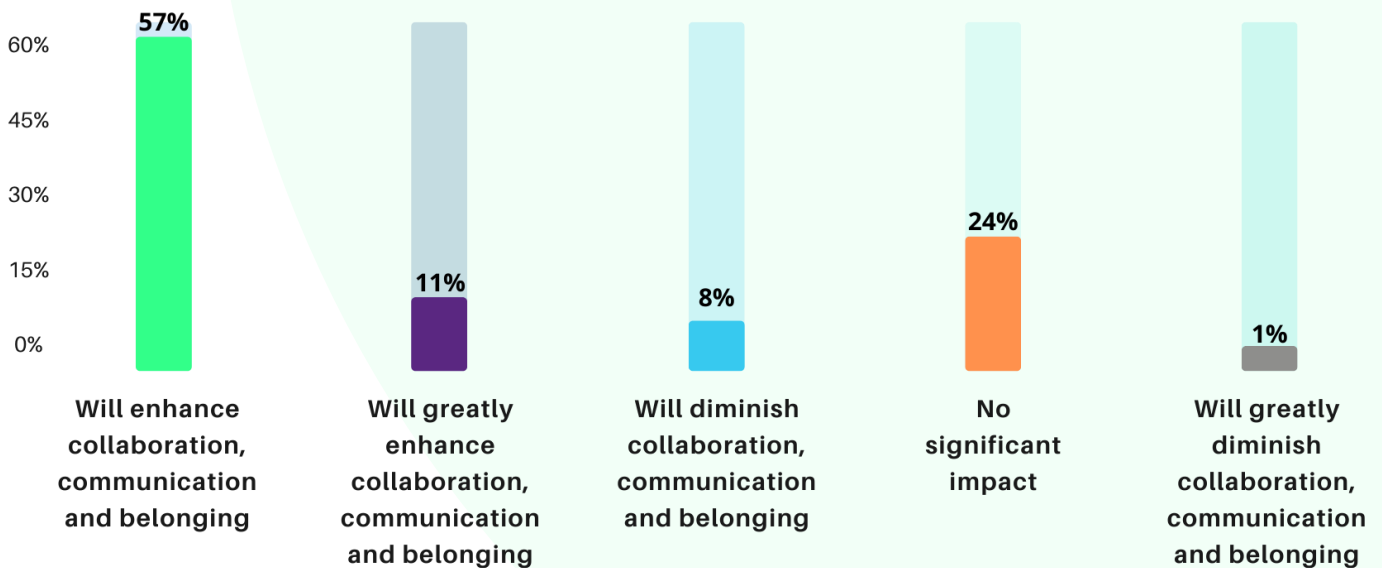 57%
60%
45%
30%
24%
15%
11%
8%
0%
1%
Will enhance
collaboration,
communication
and belonging
Will greatly
enhance
collaboration,
communication
and belonging
Will diminish
collaboration,
communication
and belonging
No
significant
impact
Will greatly
diminish
collaboration,
communication
and belonging